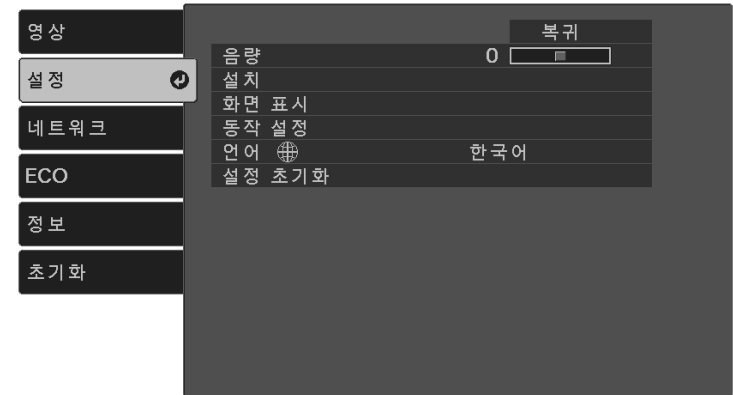 영상
설정
네트워크
ECO
정보
초기화
복귀
음량 0
설치
화면 표시
동작 설정
언어 한국어
설정 초기화